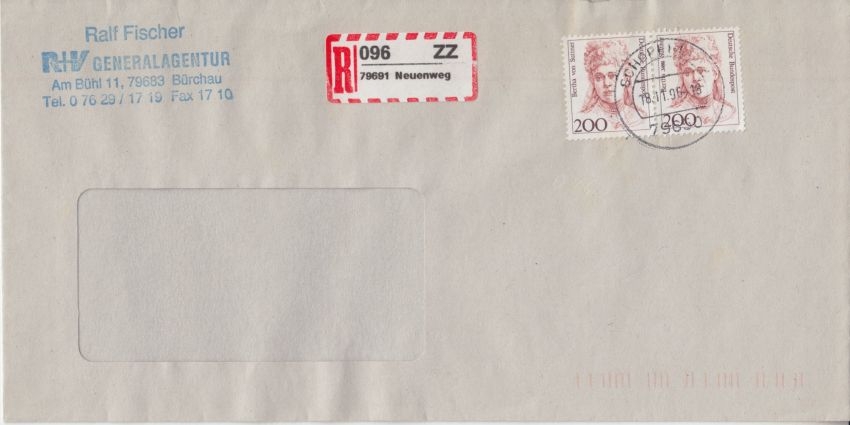 Ralf Fischer
R+V GENERALAGENTUR
Am Bühl 11, 79683 Bürchau
Tel. 0 76 29 / 17 19 Fax 17 10
R 096 ZZ
79691 Neuenweg
Bertha von Suttner
200
Deutsche Bundespost
200
79650